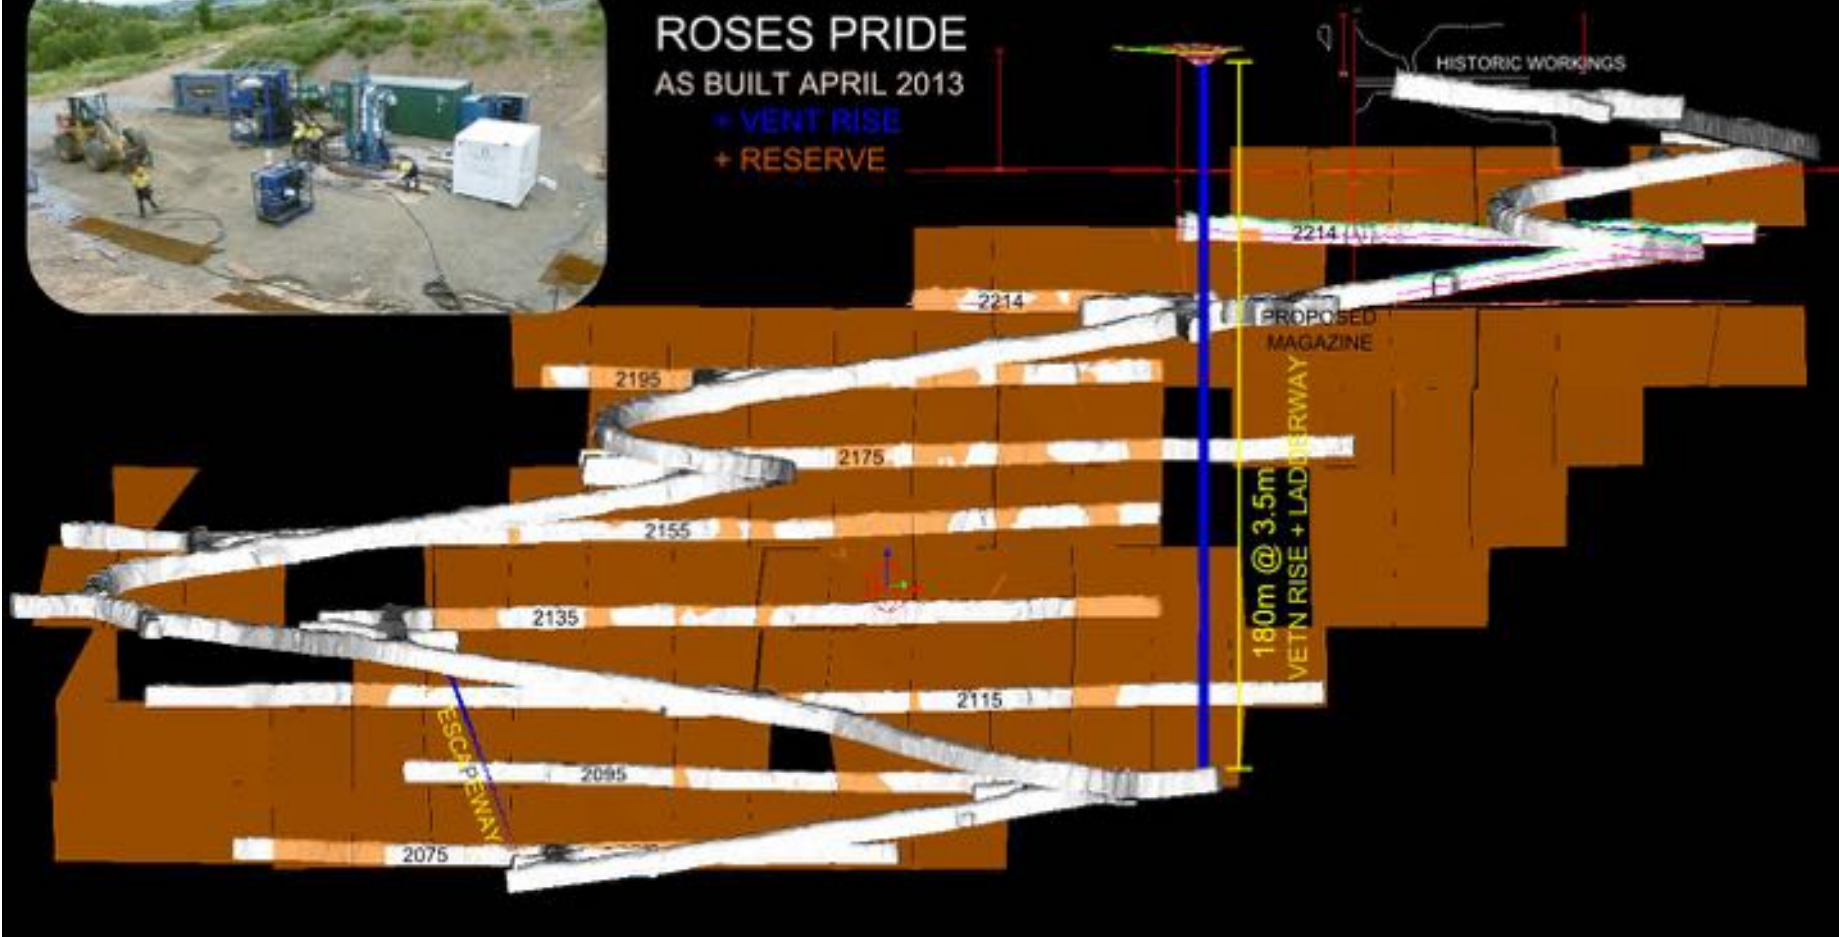 ROSES PRIDE
AS BUILT APRIL 2013
+ VENT RISE
+ RESERVE
HISTORIC WORKINGS
2214
2214
PROPOSED
MAGAZINE
2195
2175
2155
2135
2115
2095
2075
180m @ 3.5m
VETN RISE + LADDERWAY
ESCAPEWAY